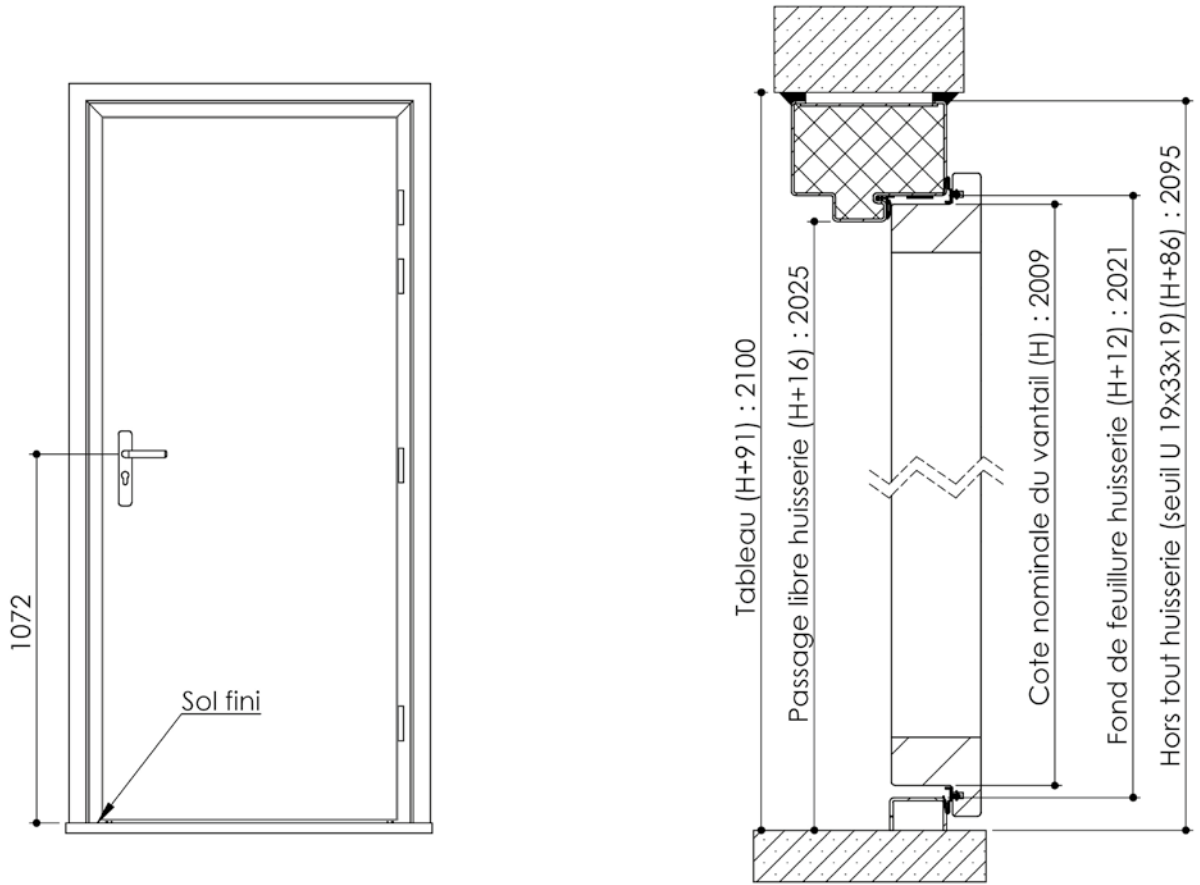 1072
Sol fini
Tableau (H+91) : 2100
Passage libre huisserie (H+16) : 2025
Cote nominale du vantail (H) : 2009
Fond de feuillure huisserie (H+12) : 2021
Hors tout huisserie (seuil U 19x33x19)(H+86) : 2095